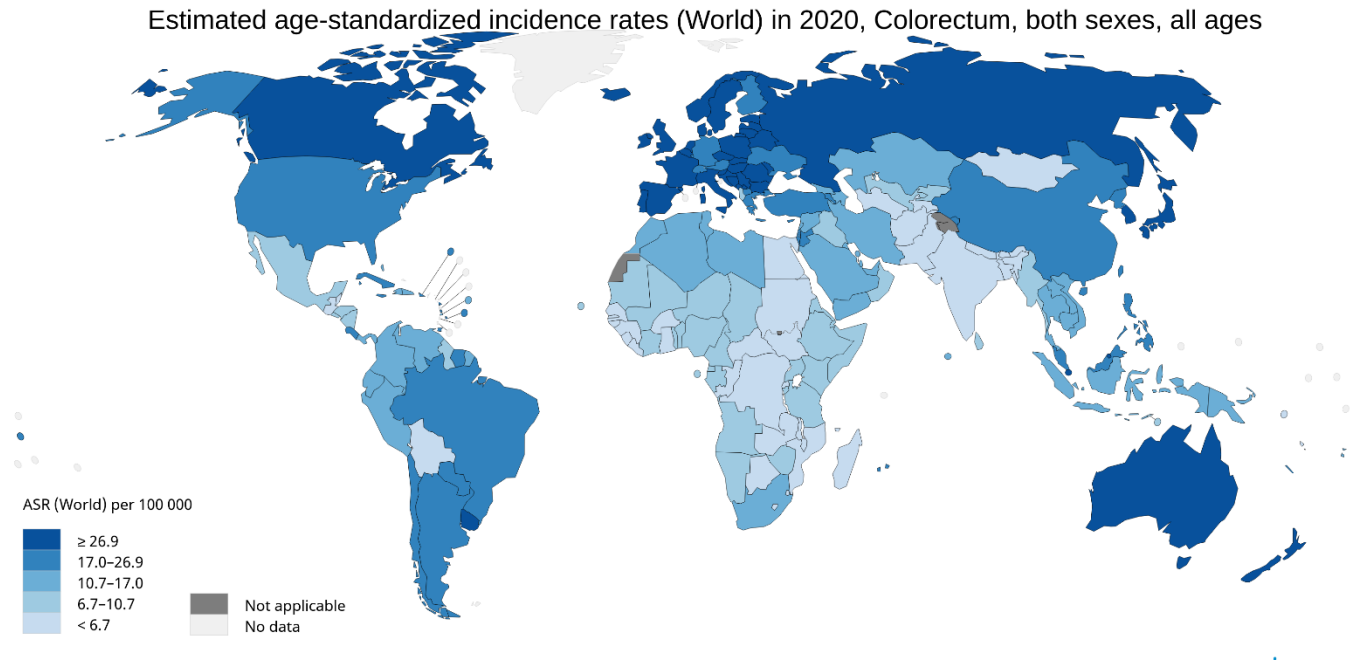 Estimated age-standardized incidence rates (World) in 2020, Colorectum, both sexes, all ages
ASR (World) per 100 000
≥ 26.9
17.0–26.9
10.7–17.0
6.7–10.7
< 6.7
Not applicable
No data